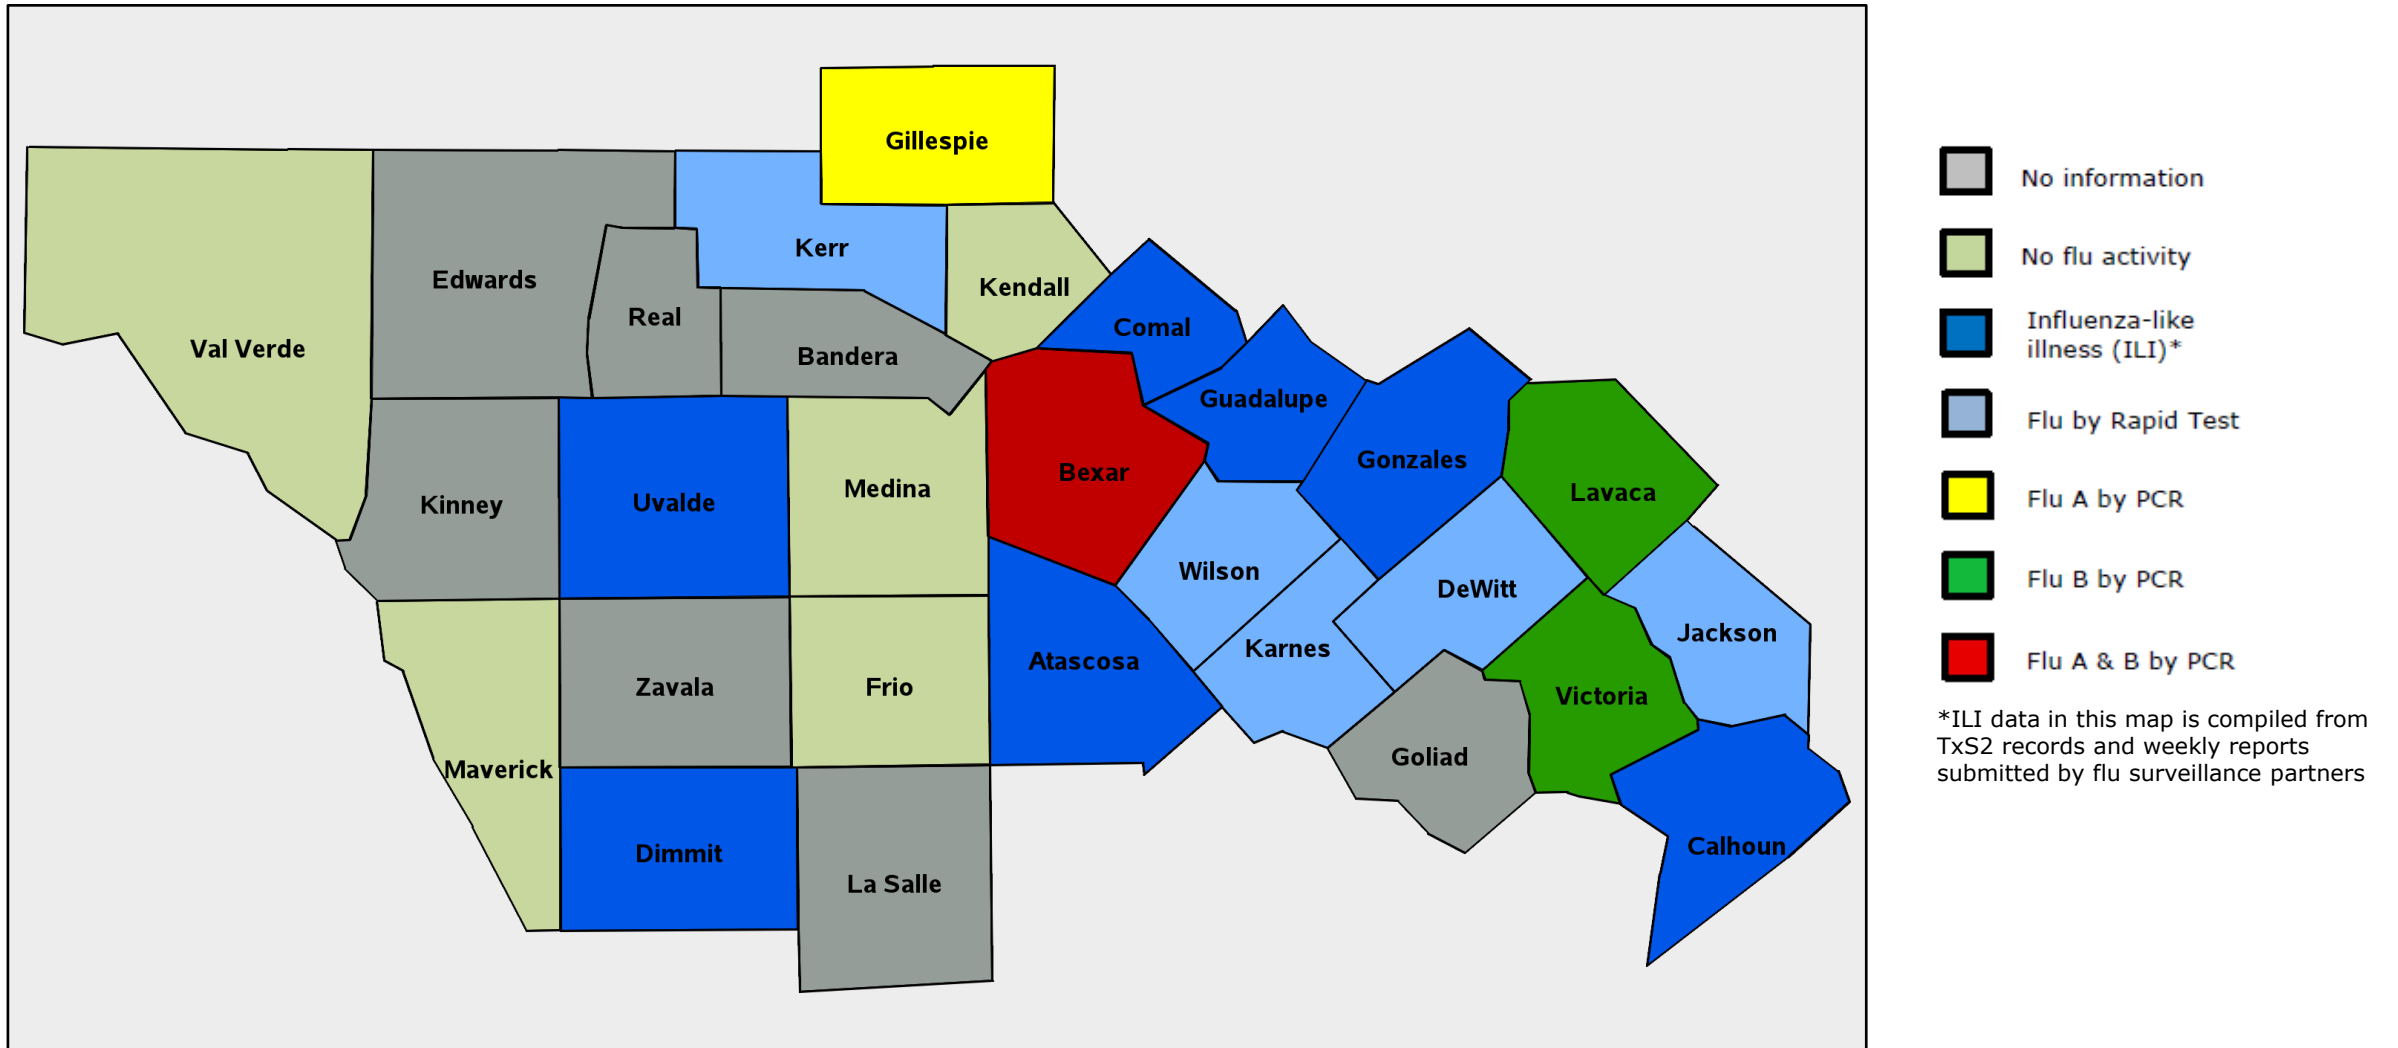 Gillespie
Kerr
Edwards
Kendall
Real
Comal
Val Verde
Bandera
Guadalupe
Gonzales
Bexar
Medina
Lavaca
Uvalde
Kinney
Wilson
DeWitt
Jackson
Karnes
Atascosa
Zavala
Frio
Victoria
Goliad
Maverick
Calhoun
Dimmit
La Salle
No information
No flu activity
Influenza-like
illness (ILI)*
Flu by Rapid Test
Flu A by PCR
Flu B by PCR
Flu A & B by PCR
*ILI data in this map is compiled from
TxS2 records and weekly reports
submitted by flu surveillance partners